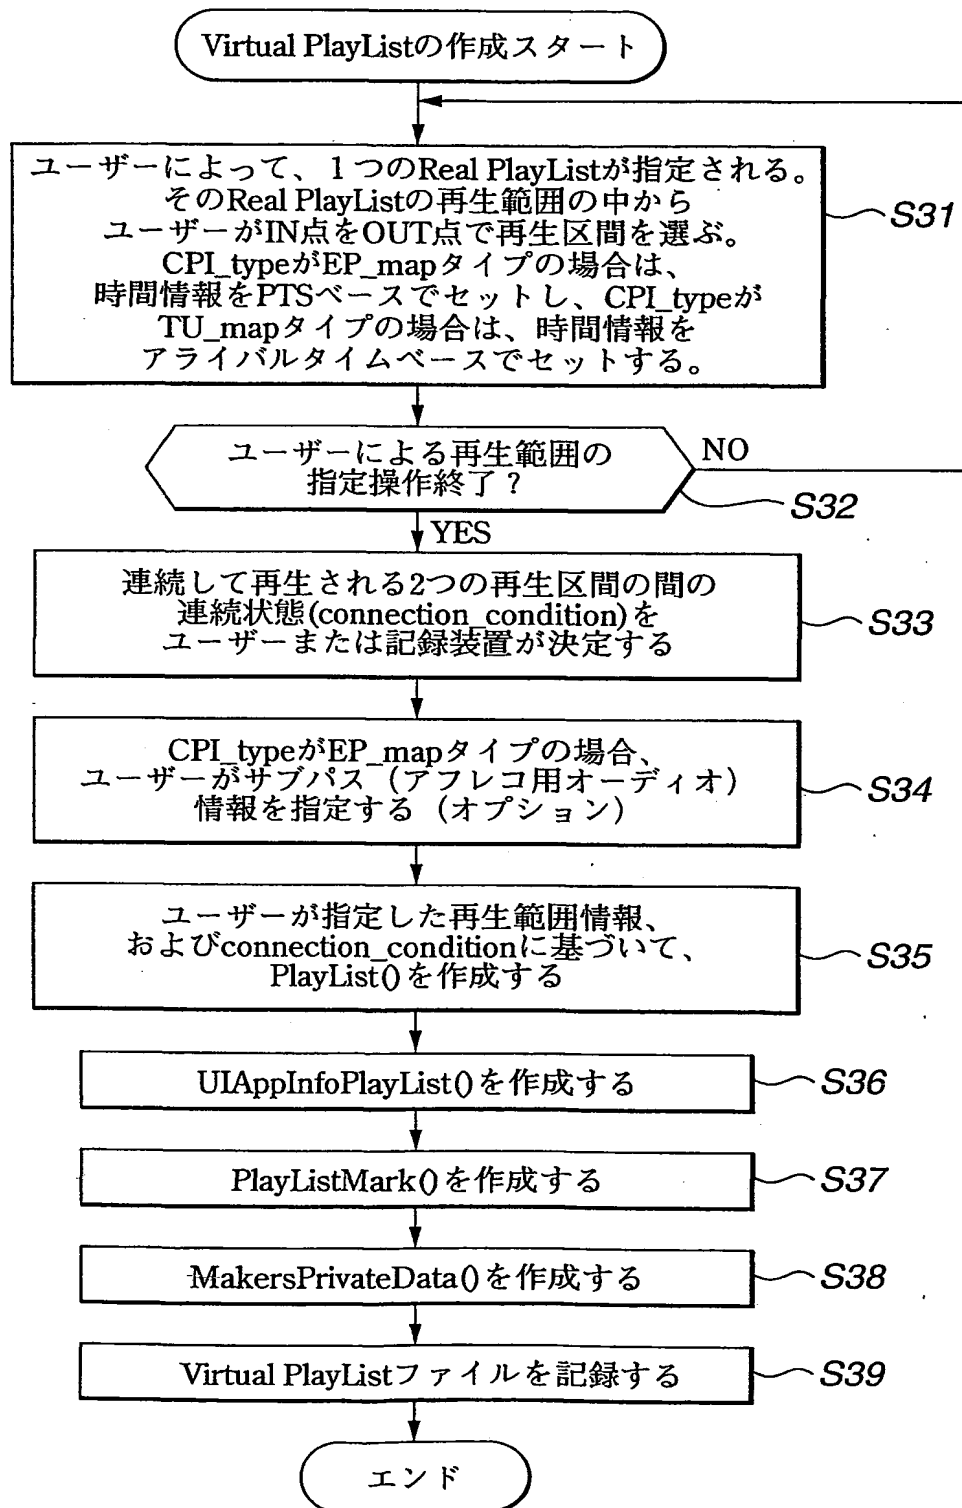 Virtual PlayListの作成スタート
ユーザーによって、1つのReal PlayListが指定される。
そのReal PlayListの再生範囲の中から
ユーザーがIN点をOUT点で再生区間を選ぶ。
CPI_typeがEP_mapタイプの場合は、
時間情報をPTSベースでセットし、CPI_typeが
TU_mapタイプの場合は、時間情報を
アライバルタイムベースでセットする。
S31
ユーザーによる再生範囲の
指定操作終了？
NO
S32
YES
連続して再生される2つの再生区間の間の
連続状態(connection_condition)を
ユーザーまたは記録装置が決定する
S33
CPI_typeがEP_mapタイプの場合、
ユーザーがサブパス（アフレコ用オーディオ）
情報を指定する（オプション）
S34
ユーザーが指定した再生範囲情報、
およびconnection_conditionに基づいて、
PlayList()を作成する
S35
UIAppInfoPlayList()を作成する
S36
PlayListMark()を作成する
S37
MakersPrivateData()を作成する
S38
Virtual PlayListファイルを記録する
S39
エンド